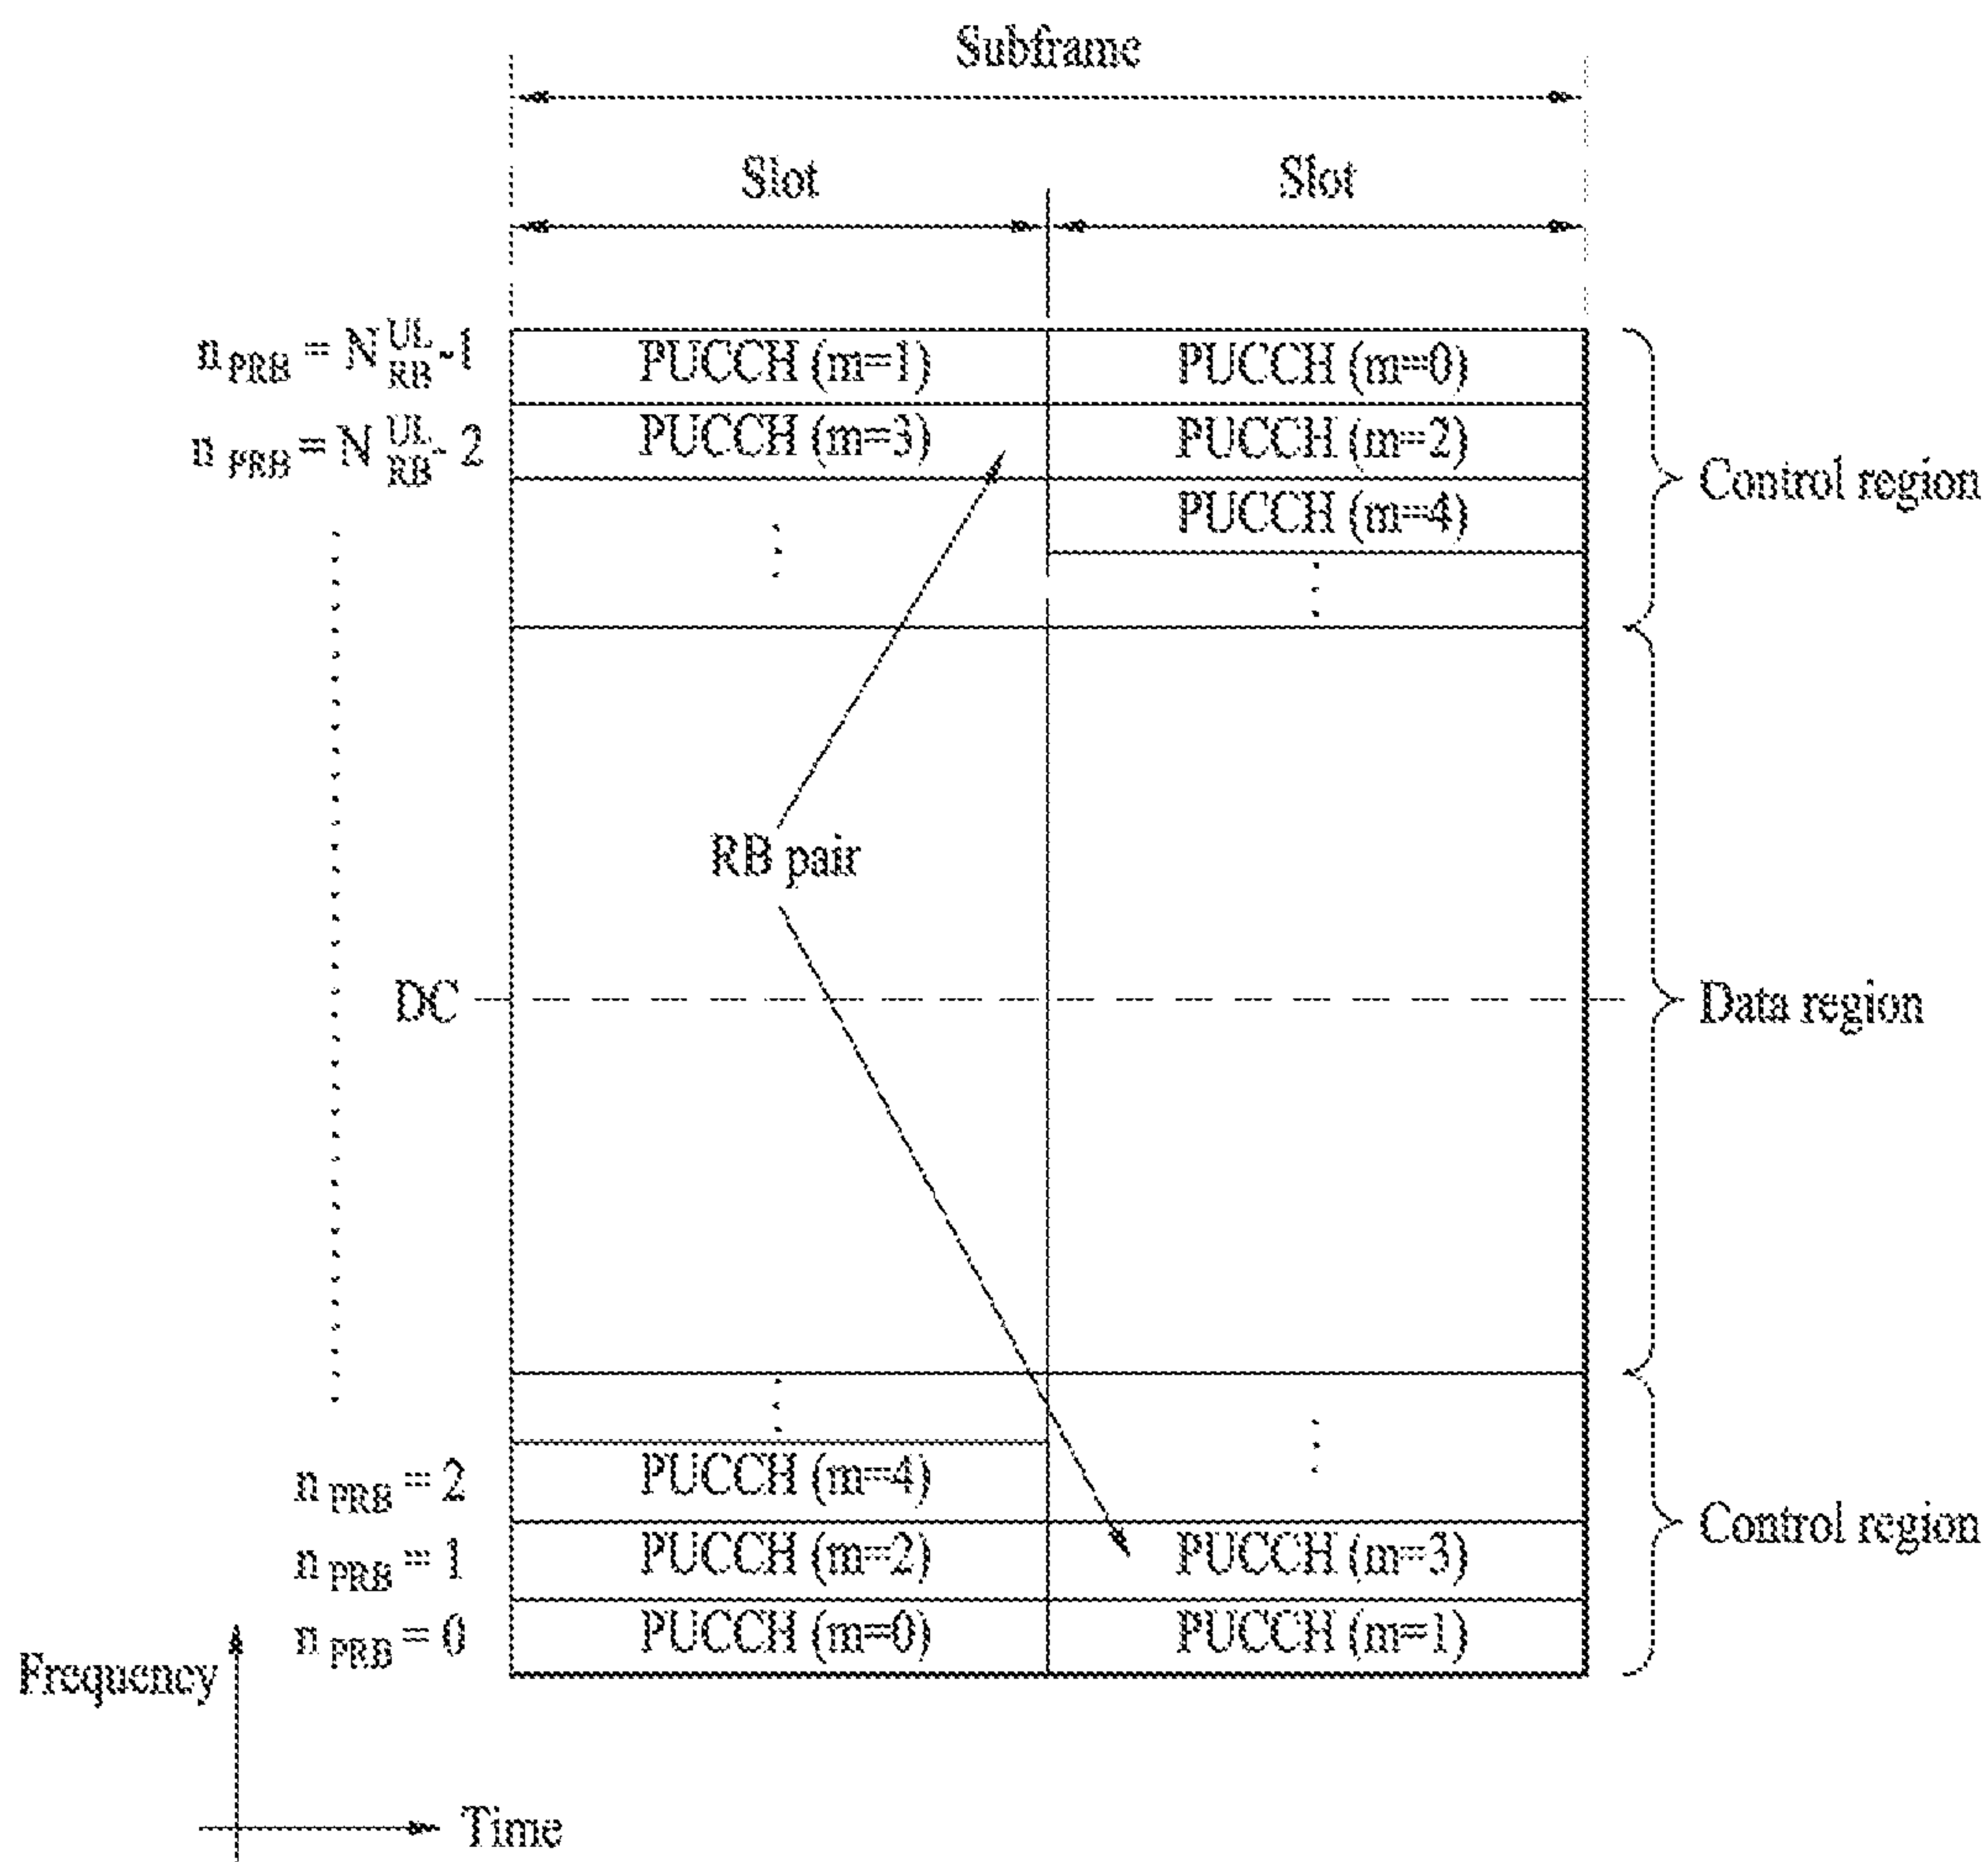 Subframe
Slot Slot
n PRB = N UL RB -1 PUCCH (m=1) PUCCH (m=0)
n PRB = N UL RB - 2 PUCCH (m=3) PUCCH (m=2)
PUCCH (m=4)
Control region
RB pair
DC
Data region
n PRB = 2 PUCCH (m=4)
Control region
n PRB = 1 PUCCH (m=2) PUCCH (m=3)
n PRB = 0 PUCCH (m=0) PUCCH (m=1)
Frequency
Time